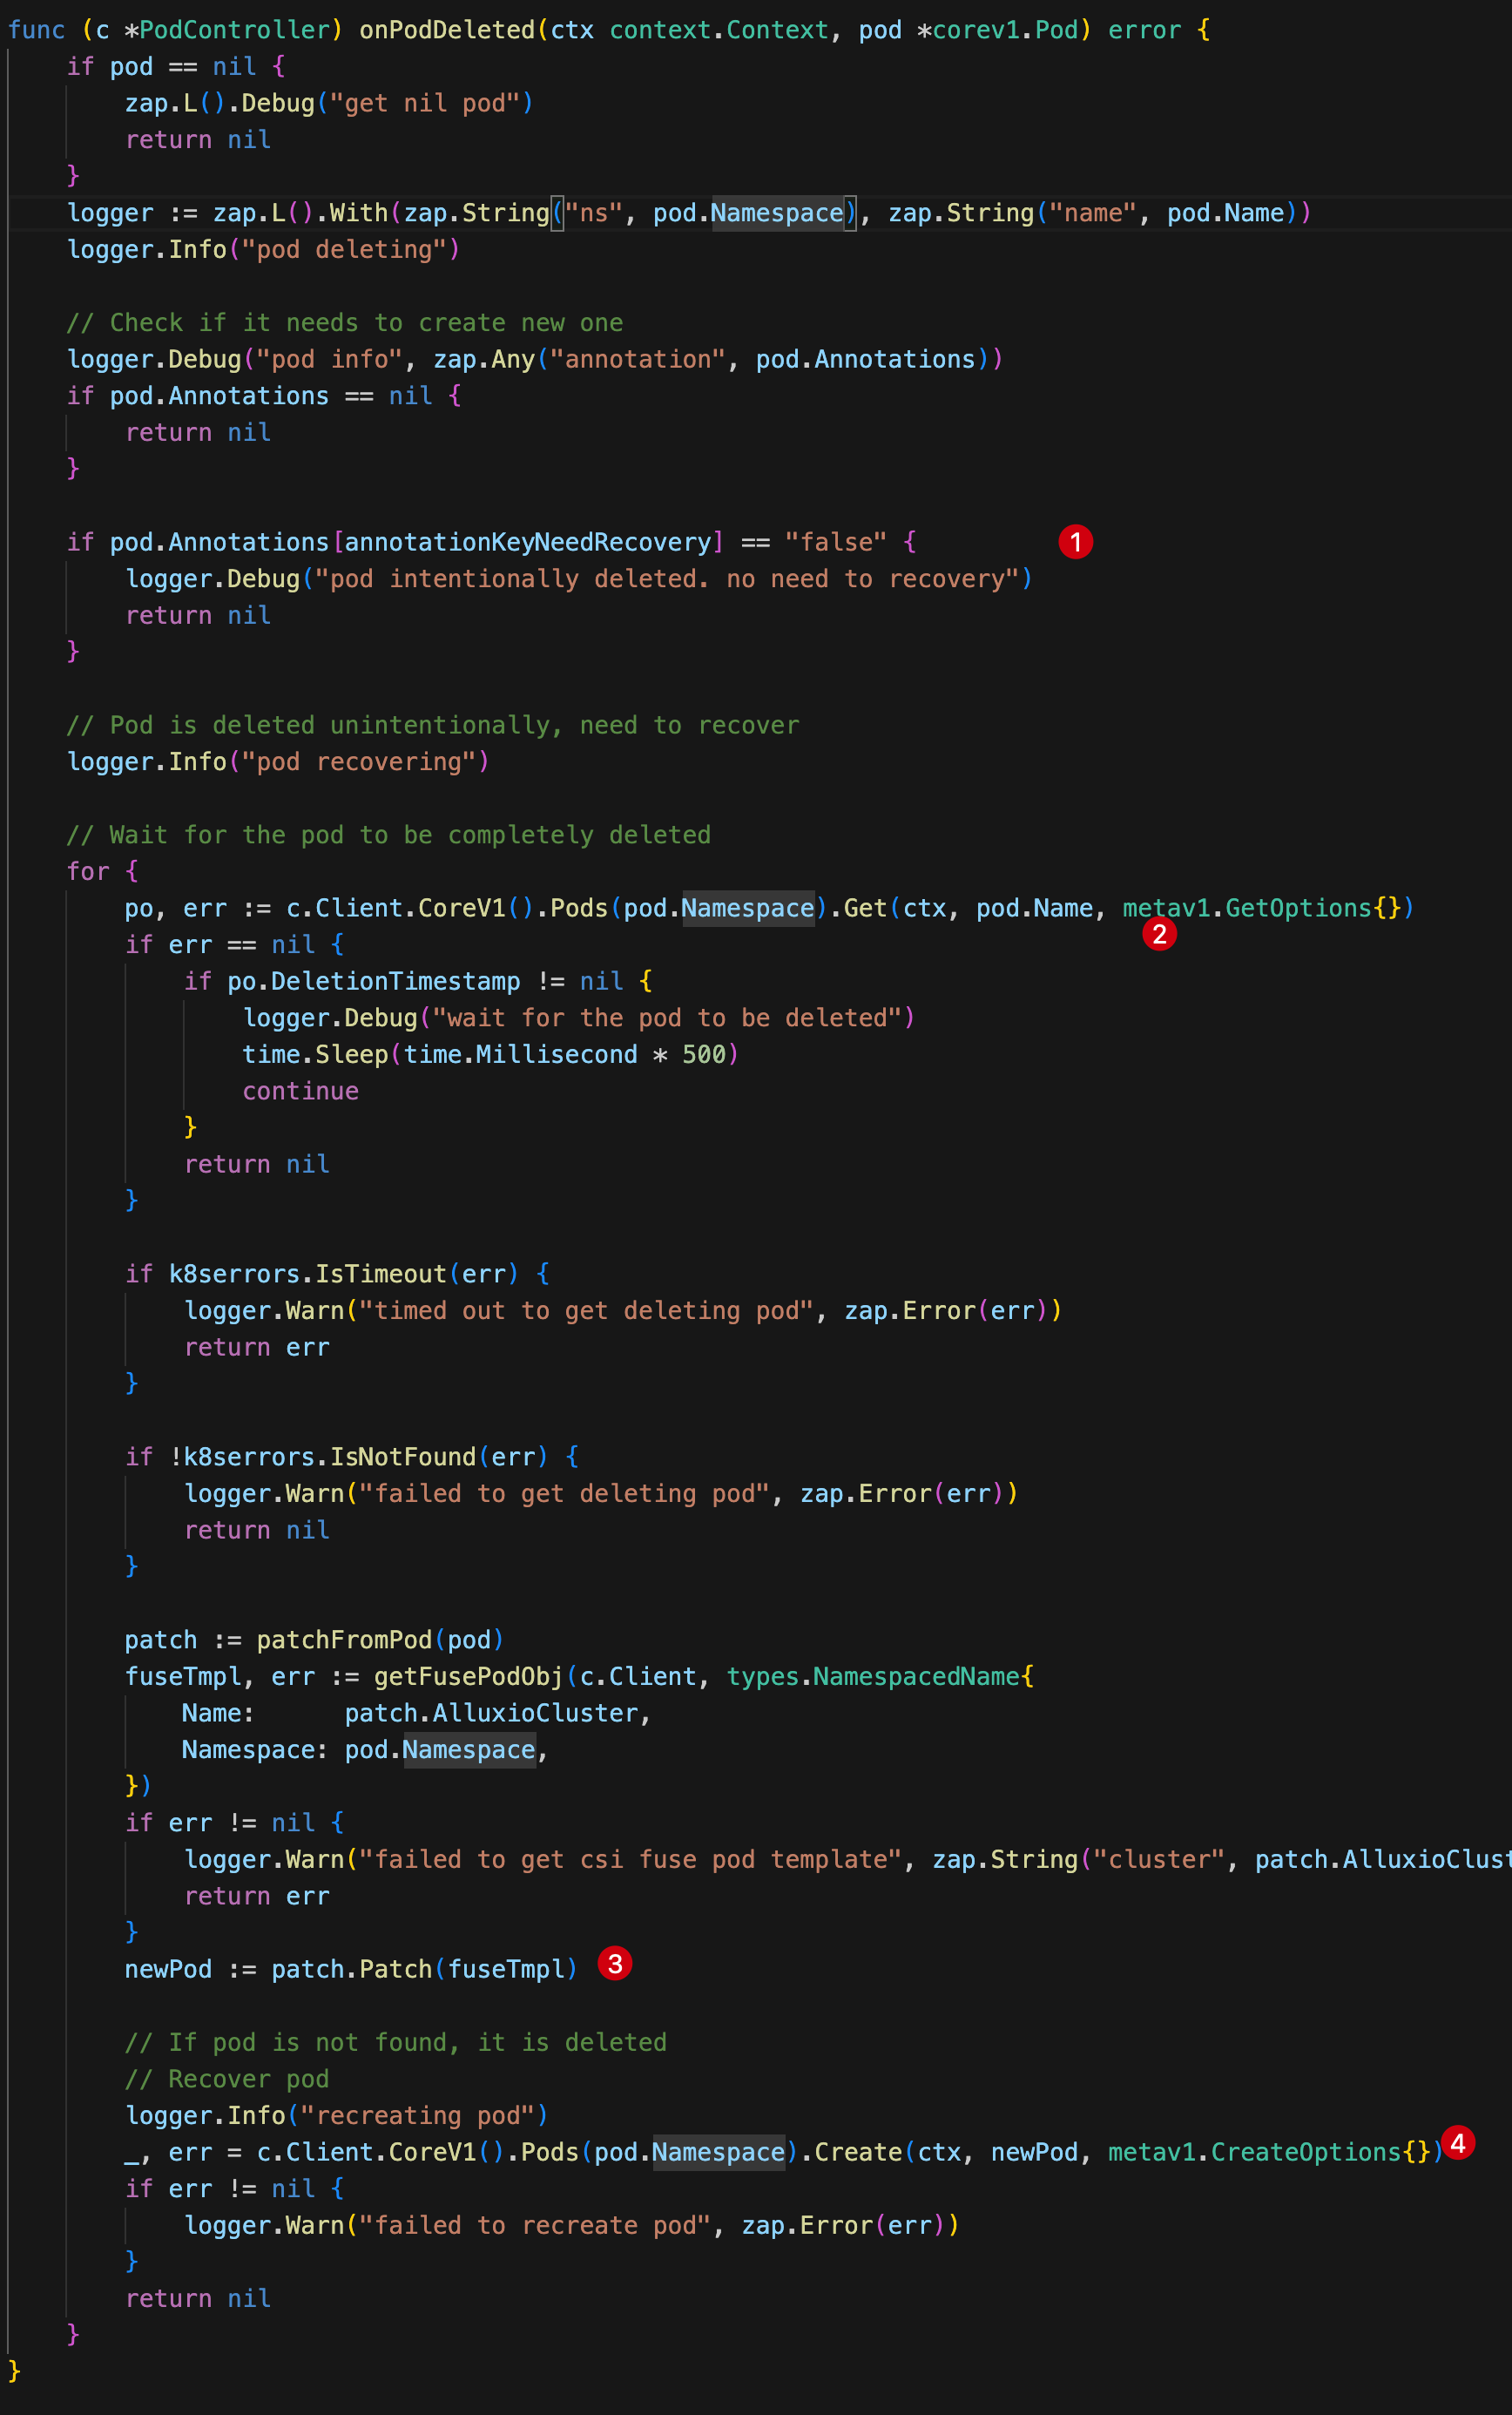 func (c *PodController) onPodDeleted(ctx context.Context, pod *corev1.Pod) error {
    if pod == nil {
        zap.L().Debug("get nil pod")
        return nil
    }
    logger := zap.L().With(zap.String("ns", pod.Namespace), zap.String("name", pod.Name))
    logger.Info("pod deleting")

    // Check if it needs to create new one
    logger.Debug("pod info", zap.Any("annotation", pod.Annotations))
    if pod.Annotations == nil {
        return nil
    }

    if pod.Annotations[annotationKeyNeedRecovery] == "false" { 1
        logger.Debug("pod intentionally deleted. no need to recovery")
        return nil
    }

    // Pod is deleted unintentionally, need to recover
    logger.Info("pod recovering")

    // Wait for the pod to be completely deleted
    for {
        po, err := c.Client.CoreV1().Pods(pod.Namespace).Get(ctx, pod.Name, metav1.GetOptions{})
        if err == nil { 2
            if po.DeletionTimestamp != nil {
                logger.Debug("wait for the pod to be deleted")
                time.Sleep(time.Millisecond * 500)
                continue
            }
            return nil
        }

        if k8serrors.IsTimeout(err) {
            logger.Warn("timed out to get deleting pod", zap.Error(err))
            return err
        }

        if !k8serrors.IsNotFound(err) {
            logger.Warn("failed to get deleting pod", zap.Error(err))
            return nil
        }

        patch := patchFromPod(pod)
        fuseTmpl, err := getFusePodObj(c.Client, types.NamespacedName{
            Name:      patch.AlluxioCluster,
            Namespace: pod.Namespace,
        })
        if err != nil {
            logger.Warn("failed to get csi fuse pod template", zap.String("cluster", patch.AlluxioClust
            return err
        }
        newPod := patch.Patch(fuseTmpl) 3

        // If pod is not found, it is deleted
        // Recover pod
        logger.Info("recreating pod")
        _, err = c.Client.CoreV1().Pods(pod.Namespace).Create(ctx, newPod, metav1.CreateOptions{}) 4
        if err != nil {
            logger.Warn("failed to recreate pod", zap.Error(err))
        }
        return nil
    }
}